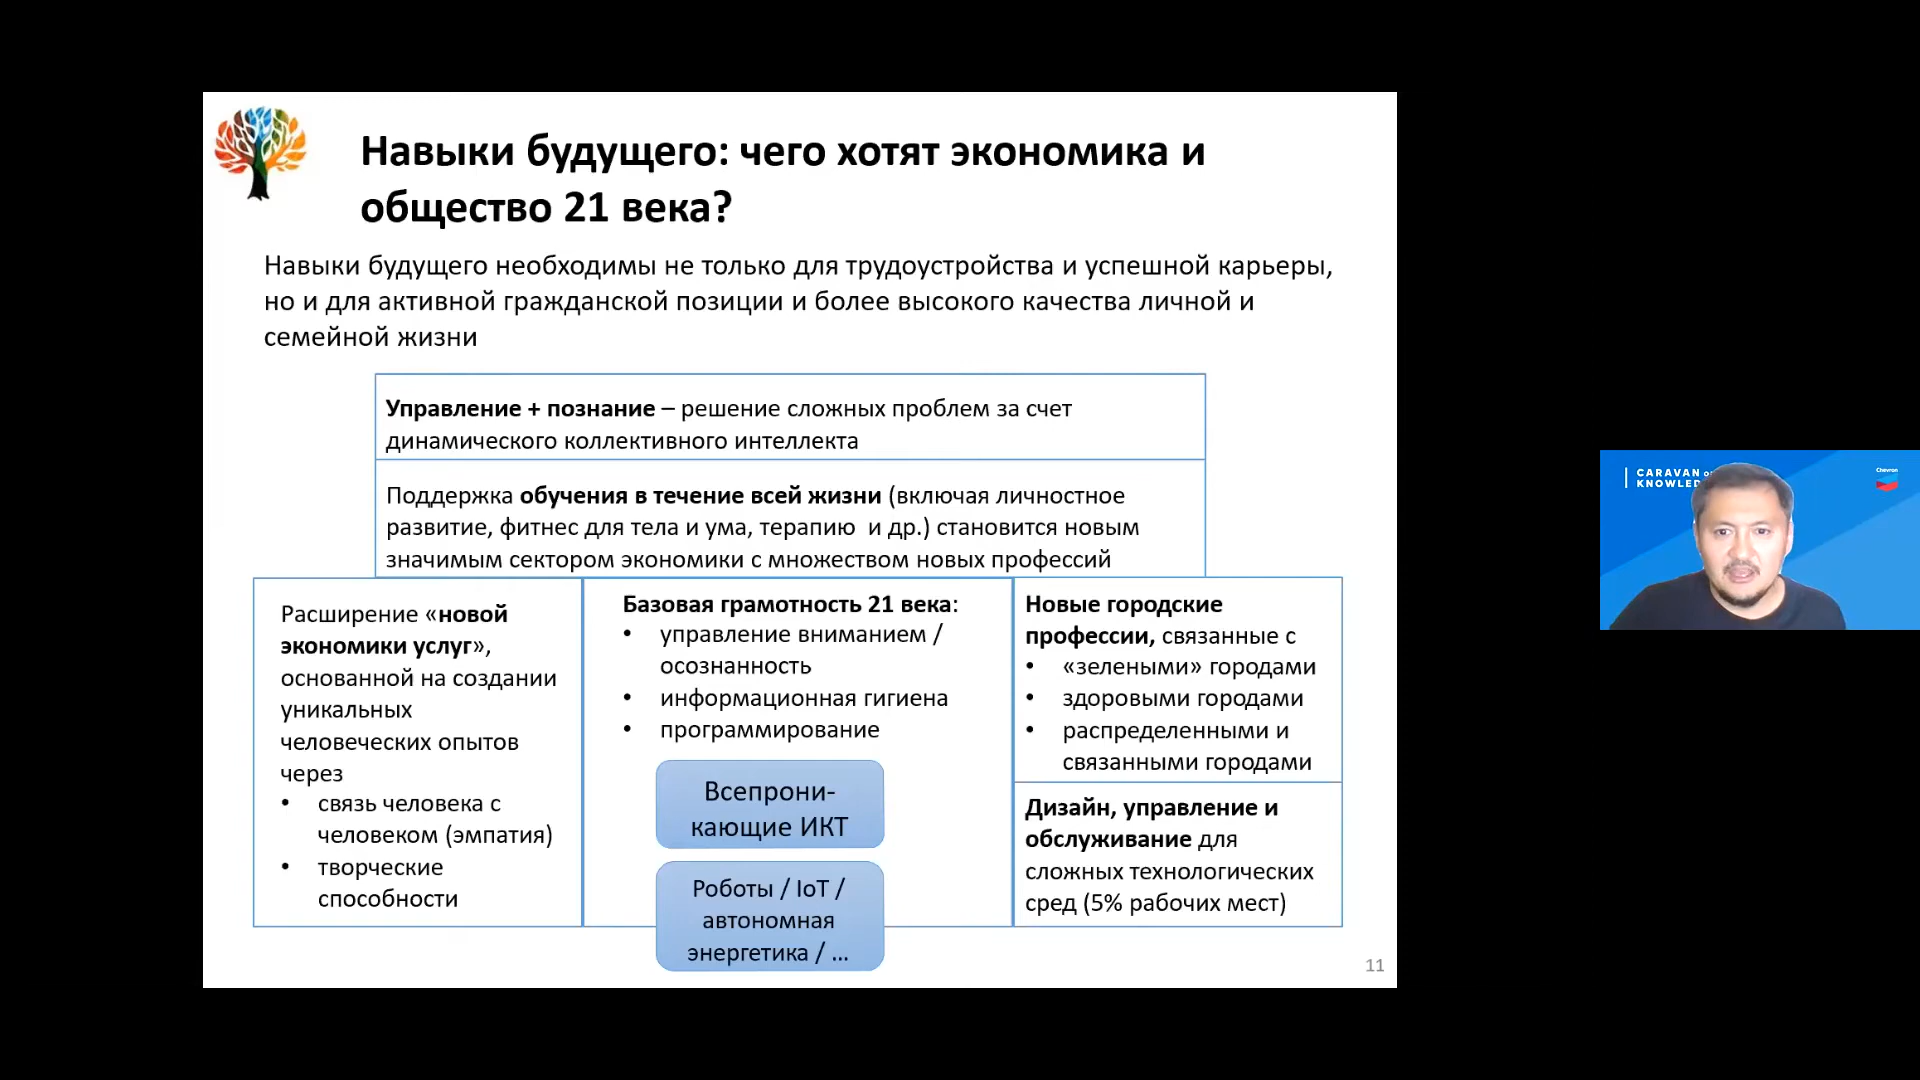 Навыки будущего: чего хотят экономика и
общество 21 века?
Навыки будущего необходимы не только для трудоустройства и успешной карьеры,
но и для активной гражданской позиции и более высокого качества личной и
семейной жизни
Управление + познание – решение сложных проблем за счет
динамического коллективного интеллекта
Поддержка обучения в течение всей жизни (включая личностное
развитие, фитнес для тела и ума, терапию и др.) становится новым
значимым сектором экономики с множеством новых профессий
Расширение «новой
экономики услуг»,
основанной на создании
уникальных
человеческих опытов
через
• связь человека с
человеком (эмпатия)
• творческие
способности
Базовая грамотность 21 века:
• управление вниманием /
осознанность
• информационная гигиена
• программирование
Всепрони-
кающие ИКТ
Роботы / IoT /
автономная
энергетика / ...
Новые городские
профессии, связанные с
• «зелеными» городами
• здоровыми городами
• распределенными и
связанными городами
Дизайн, управление и
обслуживание для
сложных технологических
сред (5% рабочих мест)
11
CARAVAN
Chevron